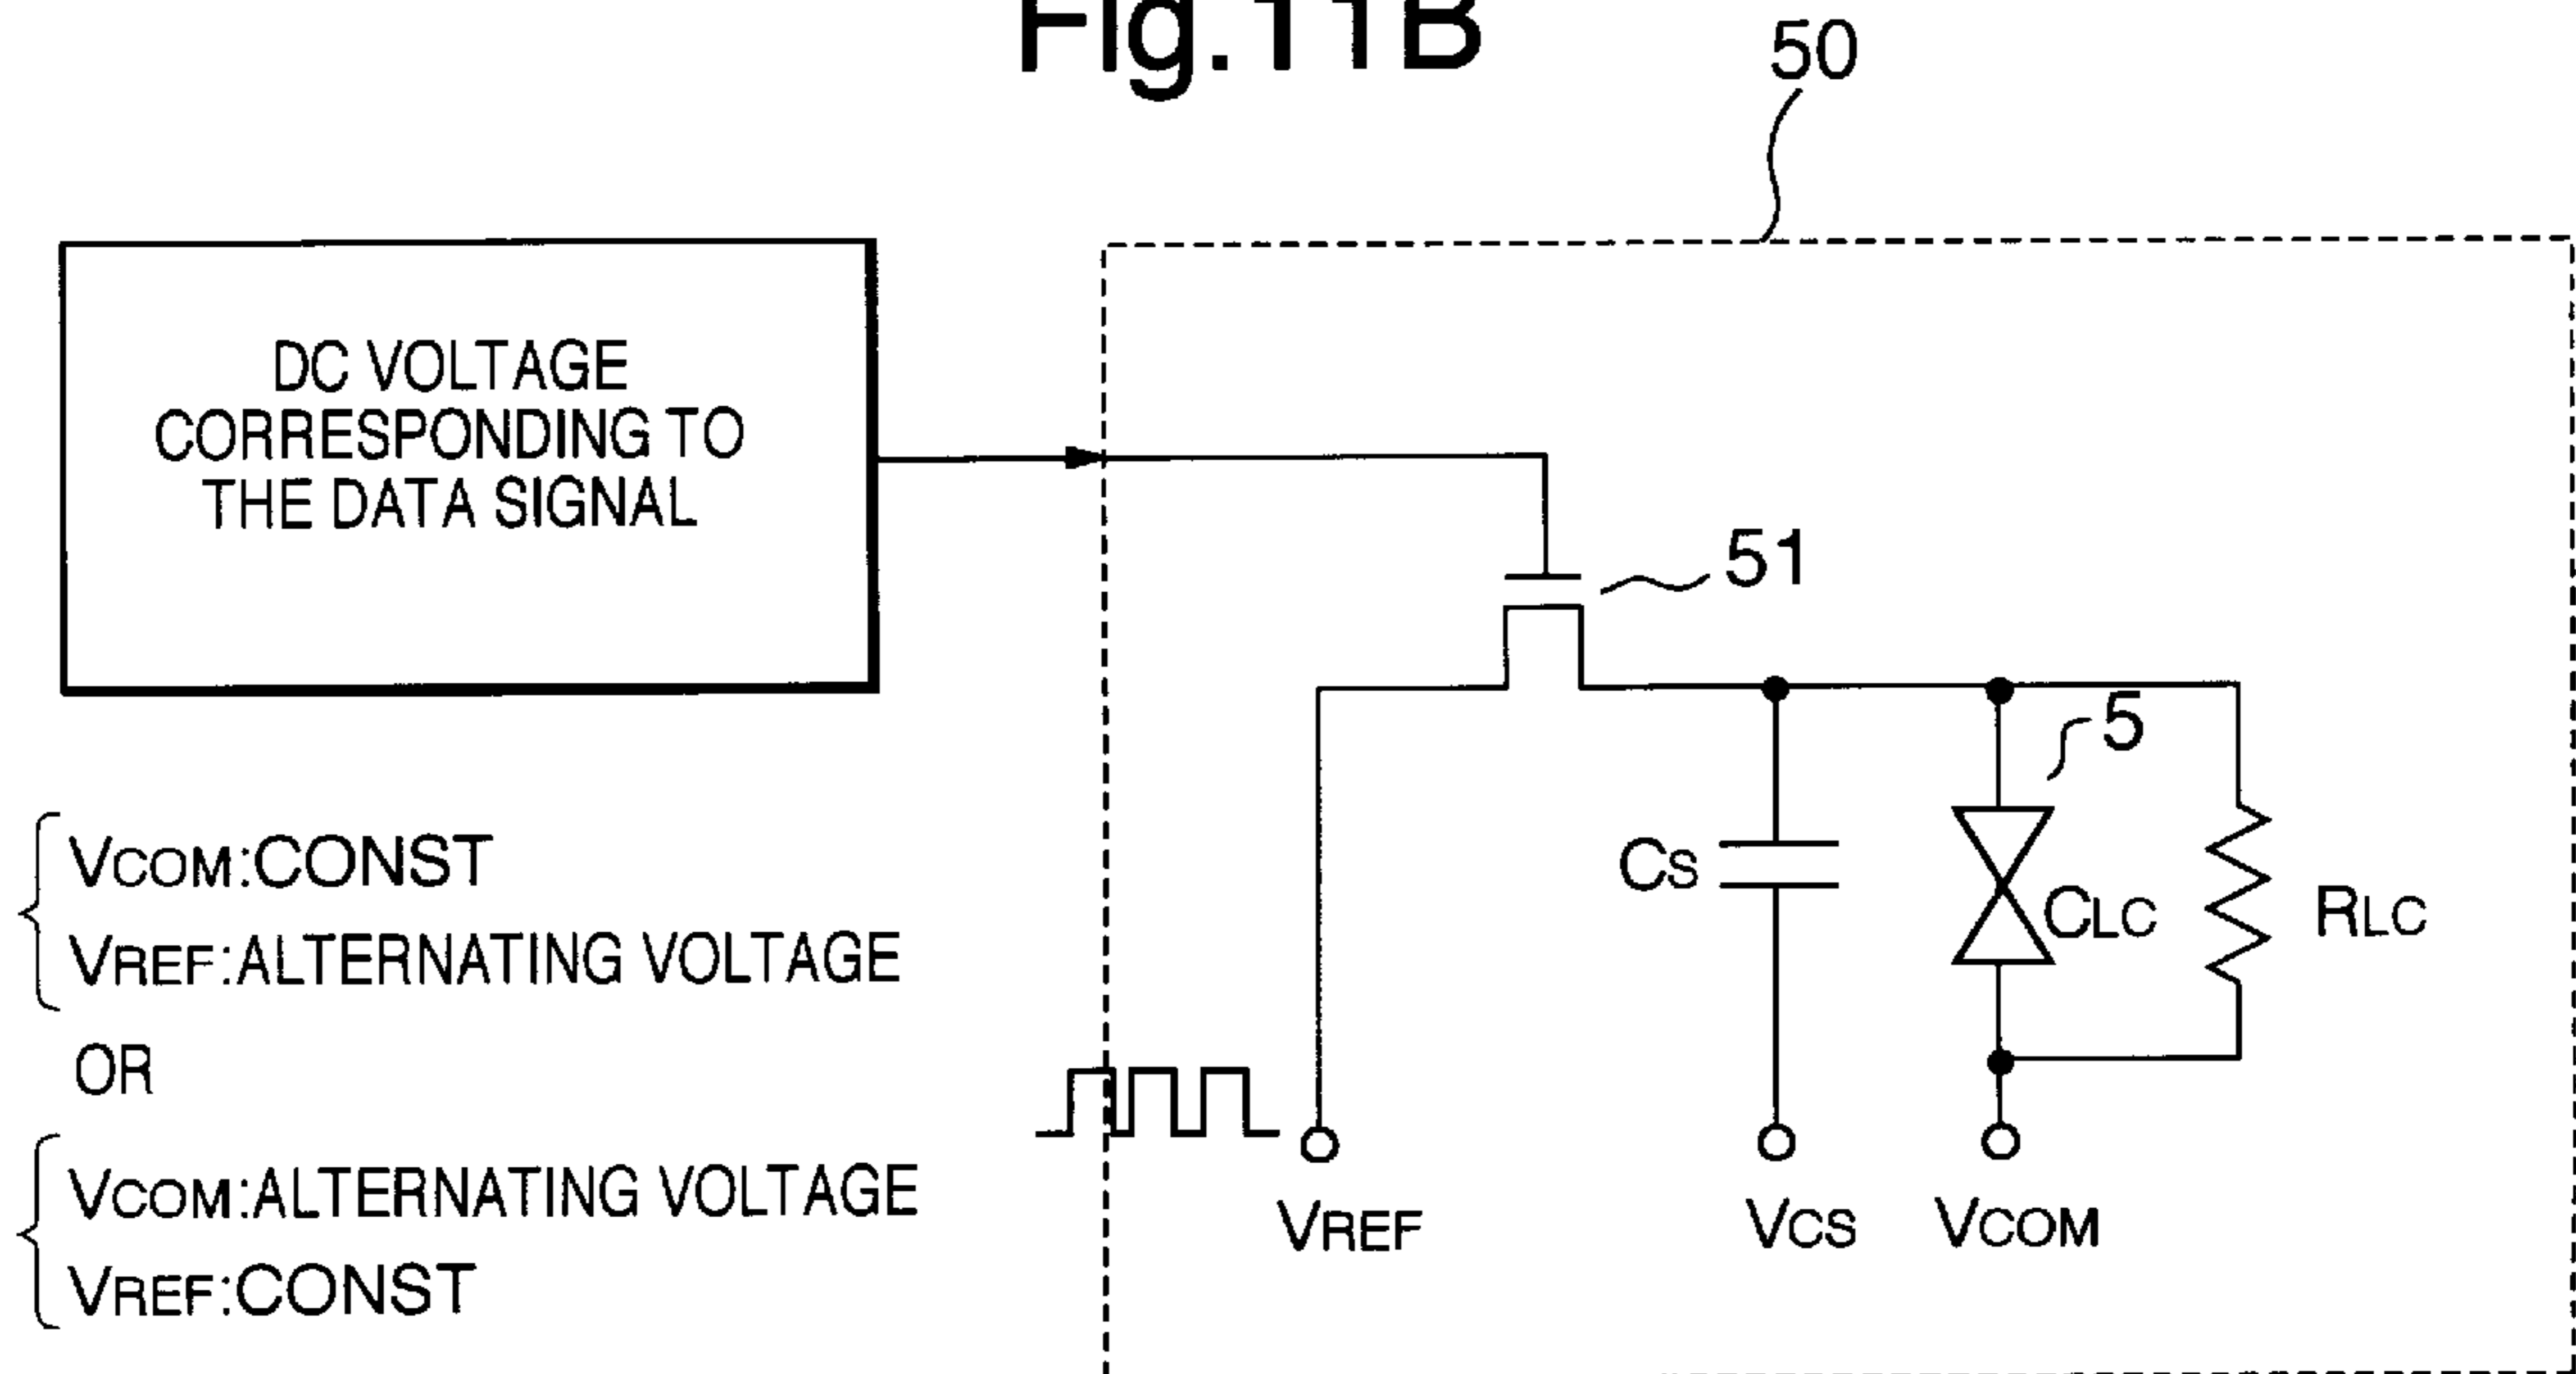 Fig.11B
50
DC VOLTAGE
CORRESPONDING TO
THE DATA SIGNAL
51
5
CS
CLC
RLC
VCOM:CONST
VREF:ALTERNATING VOLTAGE
OR
VCOM:ALTERNATING VOLTAGE
VREF:CONST
VREF
VCS
VCOM